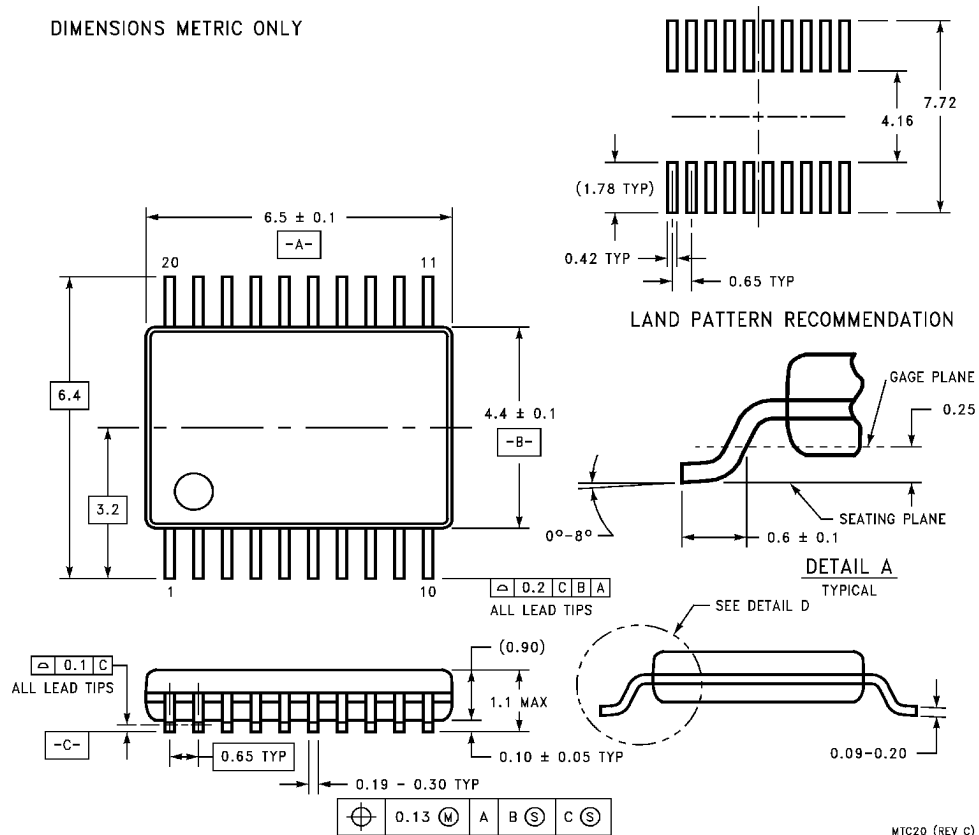 DIMENSIONS METRIC ONLY
7.72
4.16
(1.78 TYP)
0.42 TYP
0.65 TYP
LAND PATTERN RECOMMENDATION
6.5 ± 0.1
-A-
20
11
6.4
3.2
4.4 ± 0.1
-B-
1
10
⌓ 0.2 C B A
ALL LEAD TIPS
GAGE PLANE
0.25
SEATING PLANE
0°-8°
0.6 ± 0.1
DETAIL A
TYPICAL
SEE DETAIL D
(0.90)
⌓ 0.1 C
ALL LEAD TIPS
1.1 MAX
-C-
0.65 TYP
0.10 ± 0.05 TYP
0.09-0.20
0.19 - 0.30 TYP
⌖ 0.13 Ⓜ A B Ⓢ C Ⓢ
MTC20 (REV C)